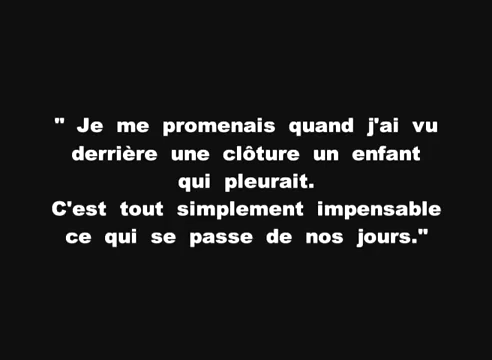 " Je me promenais quand j'ai vu
derrière une clôture un enfant
qui pleurait.
C'est tout simplement impensable
ce qui se passe de nos jours."